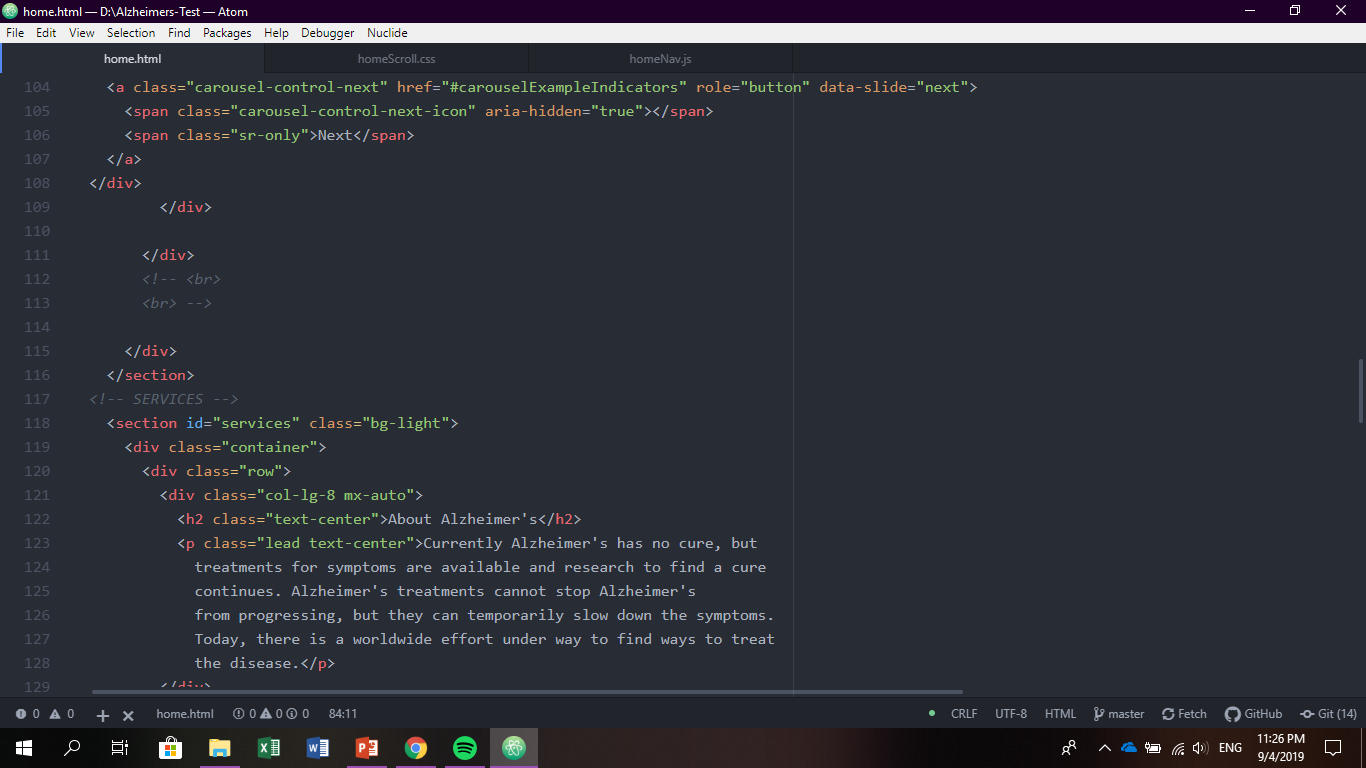 home.html — D:\Alzheimers-Test — Atom
File Edit View Selection Find Packages Help Debugger Nuclide
home.html homeScroll.css homeNav.js
104 <a class="carousel-control-next" href="#carouselExampleIndicators" role="button" data-slide="next">
105 <span class="carousel-control-next-icon" aria-hidden="true"></span>
106 <span class="sr-only">Next</span>
107 </a>
108 </div>
109 </div>
110
111 </div>
112 <!-- <br>
113 <br> -->
114
115 </div>
116 </section>
117 <!-- SERVICES -->
118 <section id="services" class="bg-light">
119 <div class="container">
120 <div class="row">
121 <div class="col-lg-8 mx-auto">
122 <h2 class="text-center">About Alzheimer's</h2>
123 <p class="lead text-center">Currently Alzheimer's has no cure, but
124 treatments for symptoms are available and research to find a cure
125 continues. Alzheimer's treatments cannot stop Alzheimer's
126 from progressing, but they can temporarily slow down the symptoms.
127 Today, there is a worldwide effort under way to find ways to treat
128 the disease.</p>
129 </div>
0 0 home.html 0 0 0 84:11 CRLF UTF-8 HTML master Fetch GitHub Git (14)
ENG 11:26 PM
9/4/2019